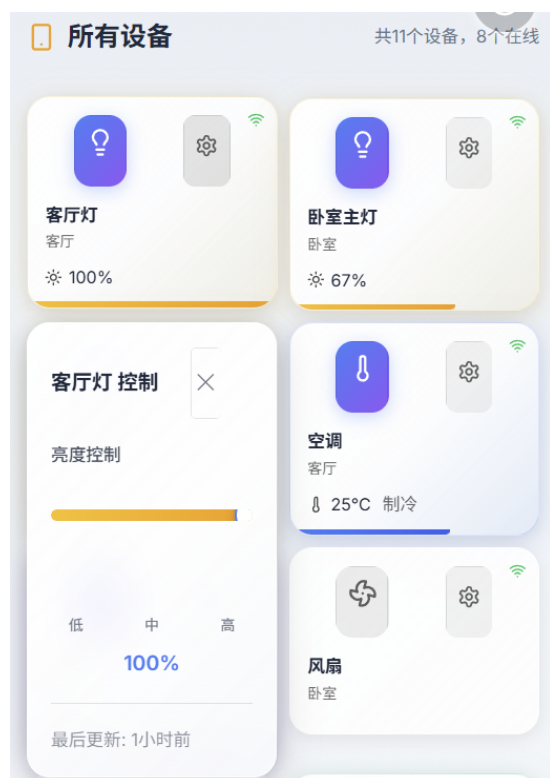 所有设备
共11个设备，8个在线
客厅灯
客厅
100%
卧室主灯
卧室
67%
客厅灯 控制
亮度控制
低 中 高
100%
最后更新: 1小时前
空调
客厅
25°C 制冷
风扇
卧室